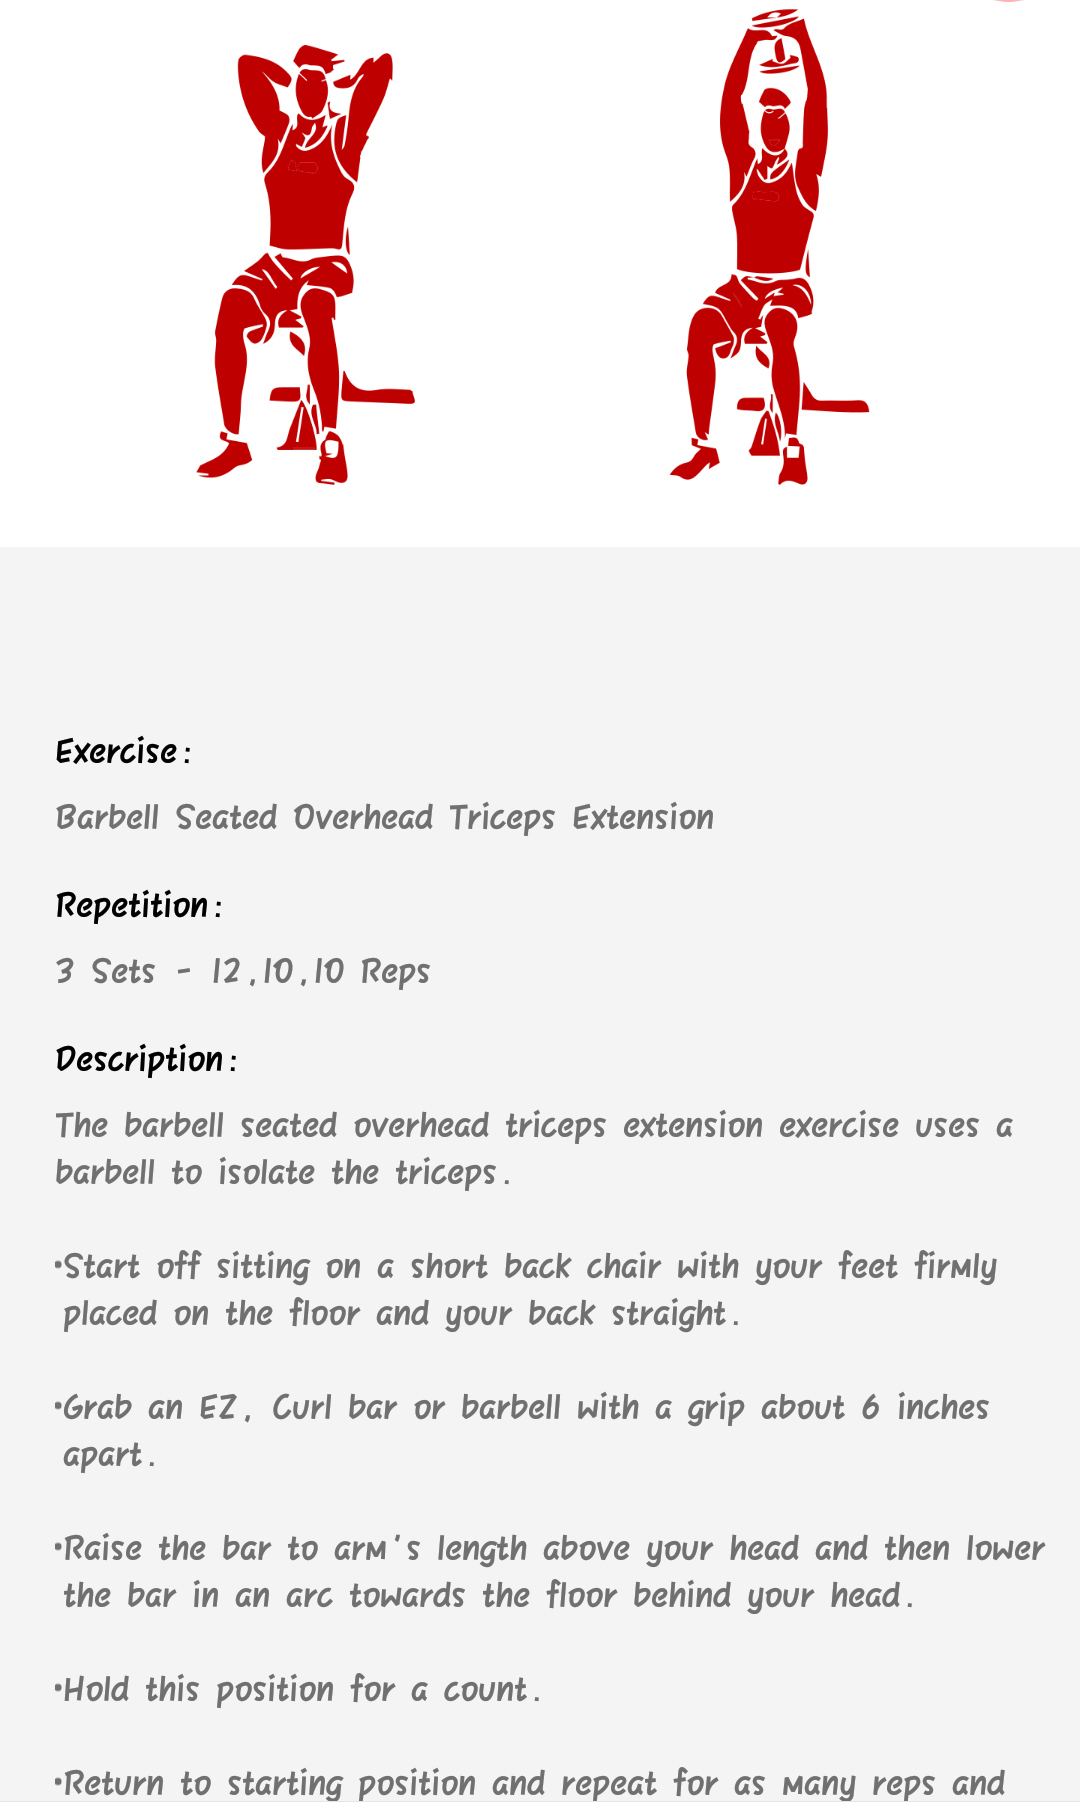 Exercise:
Barbell Seated Overhead Triceps Extension
Repetition:
3 Sets - 12,10,10 Reps
Description:
The barbell seated overhead triceps extension exercise uses a
barbell to isolate the triceps.
•Start off sitting on a short back chair with your feet firmly
placed on the floor and your back straight.
•Grab an EZ, Curl bar or barbell with a grip about 6 inches
apart.
•Raise the bar to arm's length above your head and then lower
the bar in an arc towards the floor behind your head.
•Hold this position for a count.
•Return to starting position and repeat for as many reps and